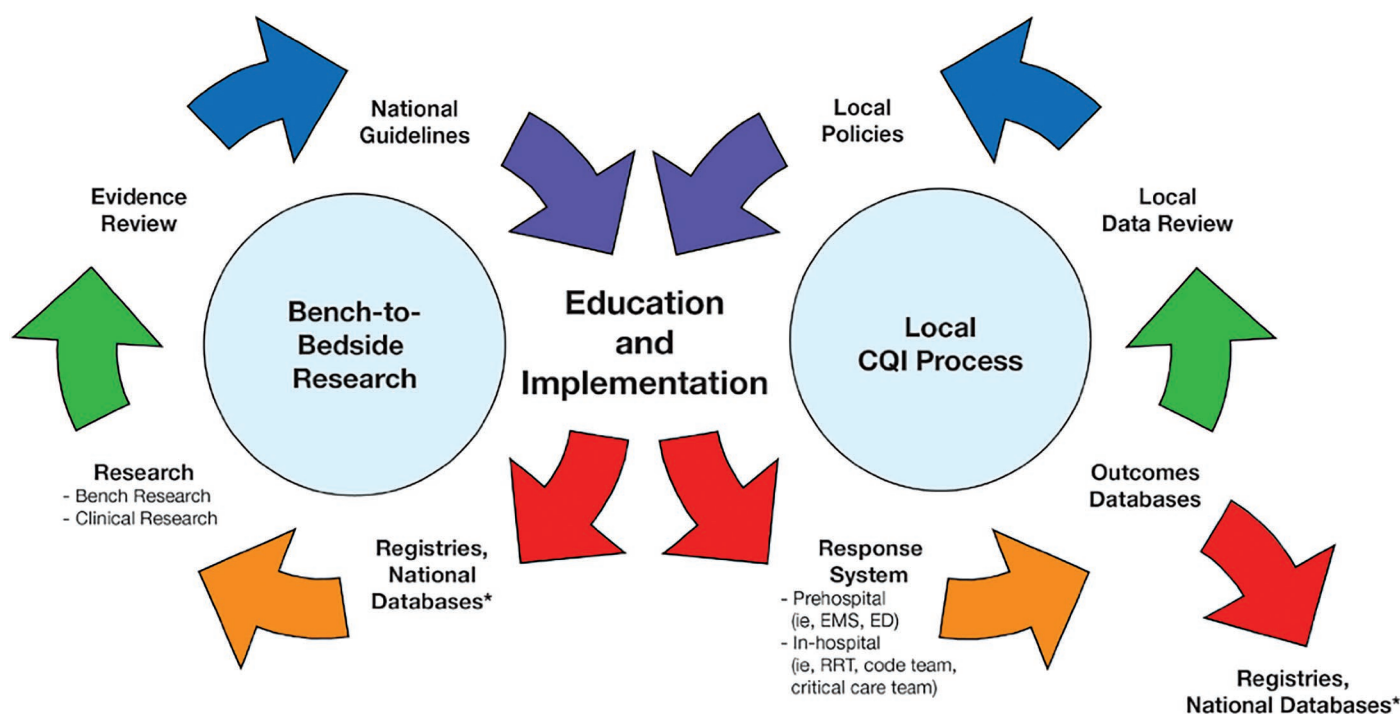 National
Guidelines
Local
Policies
Evidence
Review
Local
Data Review
Bench-to-
Bedside
Research
Education
and
Implementation
Local
CQI Process
Research
- Bench Research
- Clinical Research
Outcomes
Databases
Registries,
National
Databases*
Response
System
- Prehospital
(ie, EMS, ED)
- In-hospital
(ie, RRT, code team,
critical care team)
Registries,
National Databases*